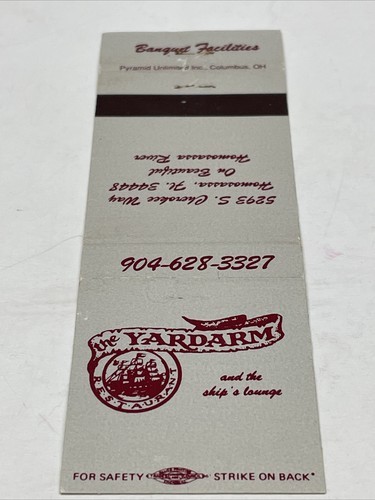 Banquet Facilities
Pyramid Unlimited Inc., Columbus, OH
5293 S. Cherokee Way
Homosassa, Fl. 34448
On Beautiful
Homosassa River
904-628-3327
the YARDARM
RESTAURANT
and the
ship's lounge
FOR SAFETY STRIKE ON BACK*